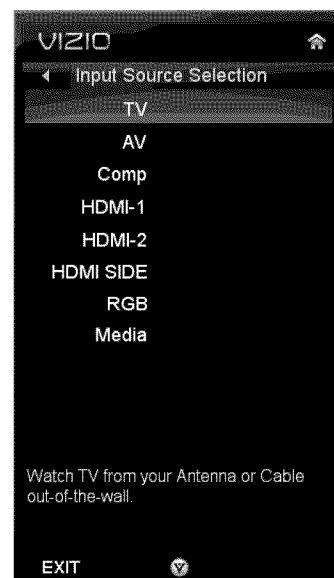 VIZIO
Input Source Selection
TV
AV
Comp
HDMI-1
HDMI-2
HDMI SIDE
RGB
Media
Watch TV from your Antenna or Cable
out-of-the-wall.
EXIT